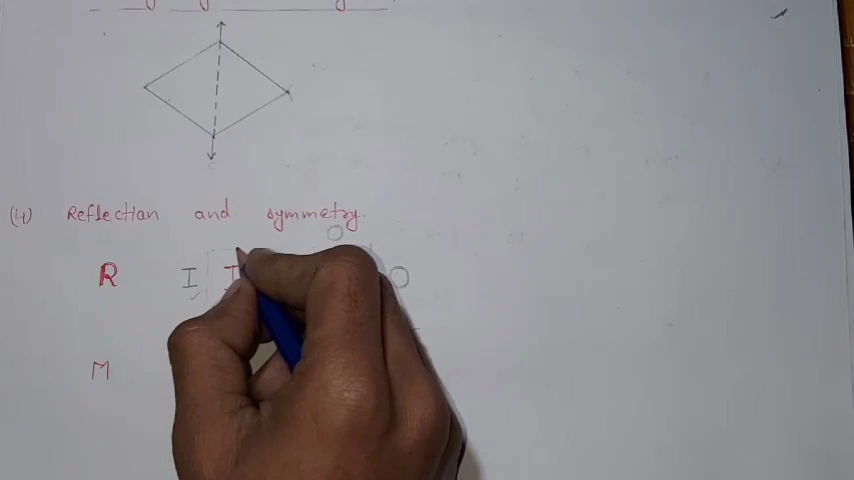 (4) Reflection and symmetry.
O
R I I O
M